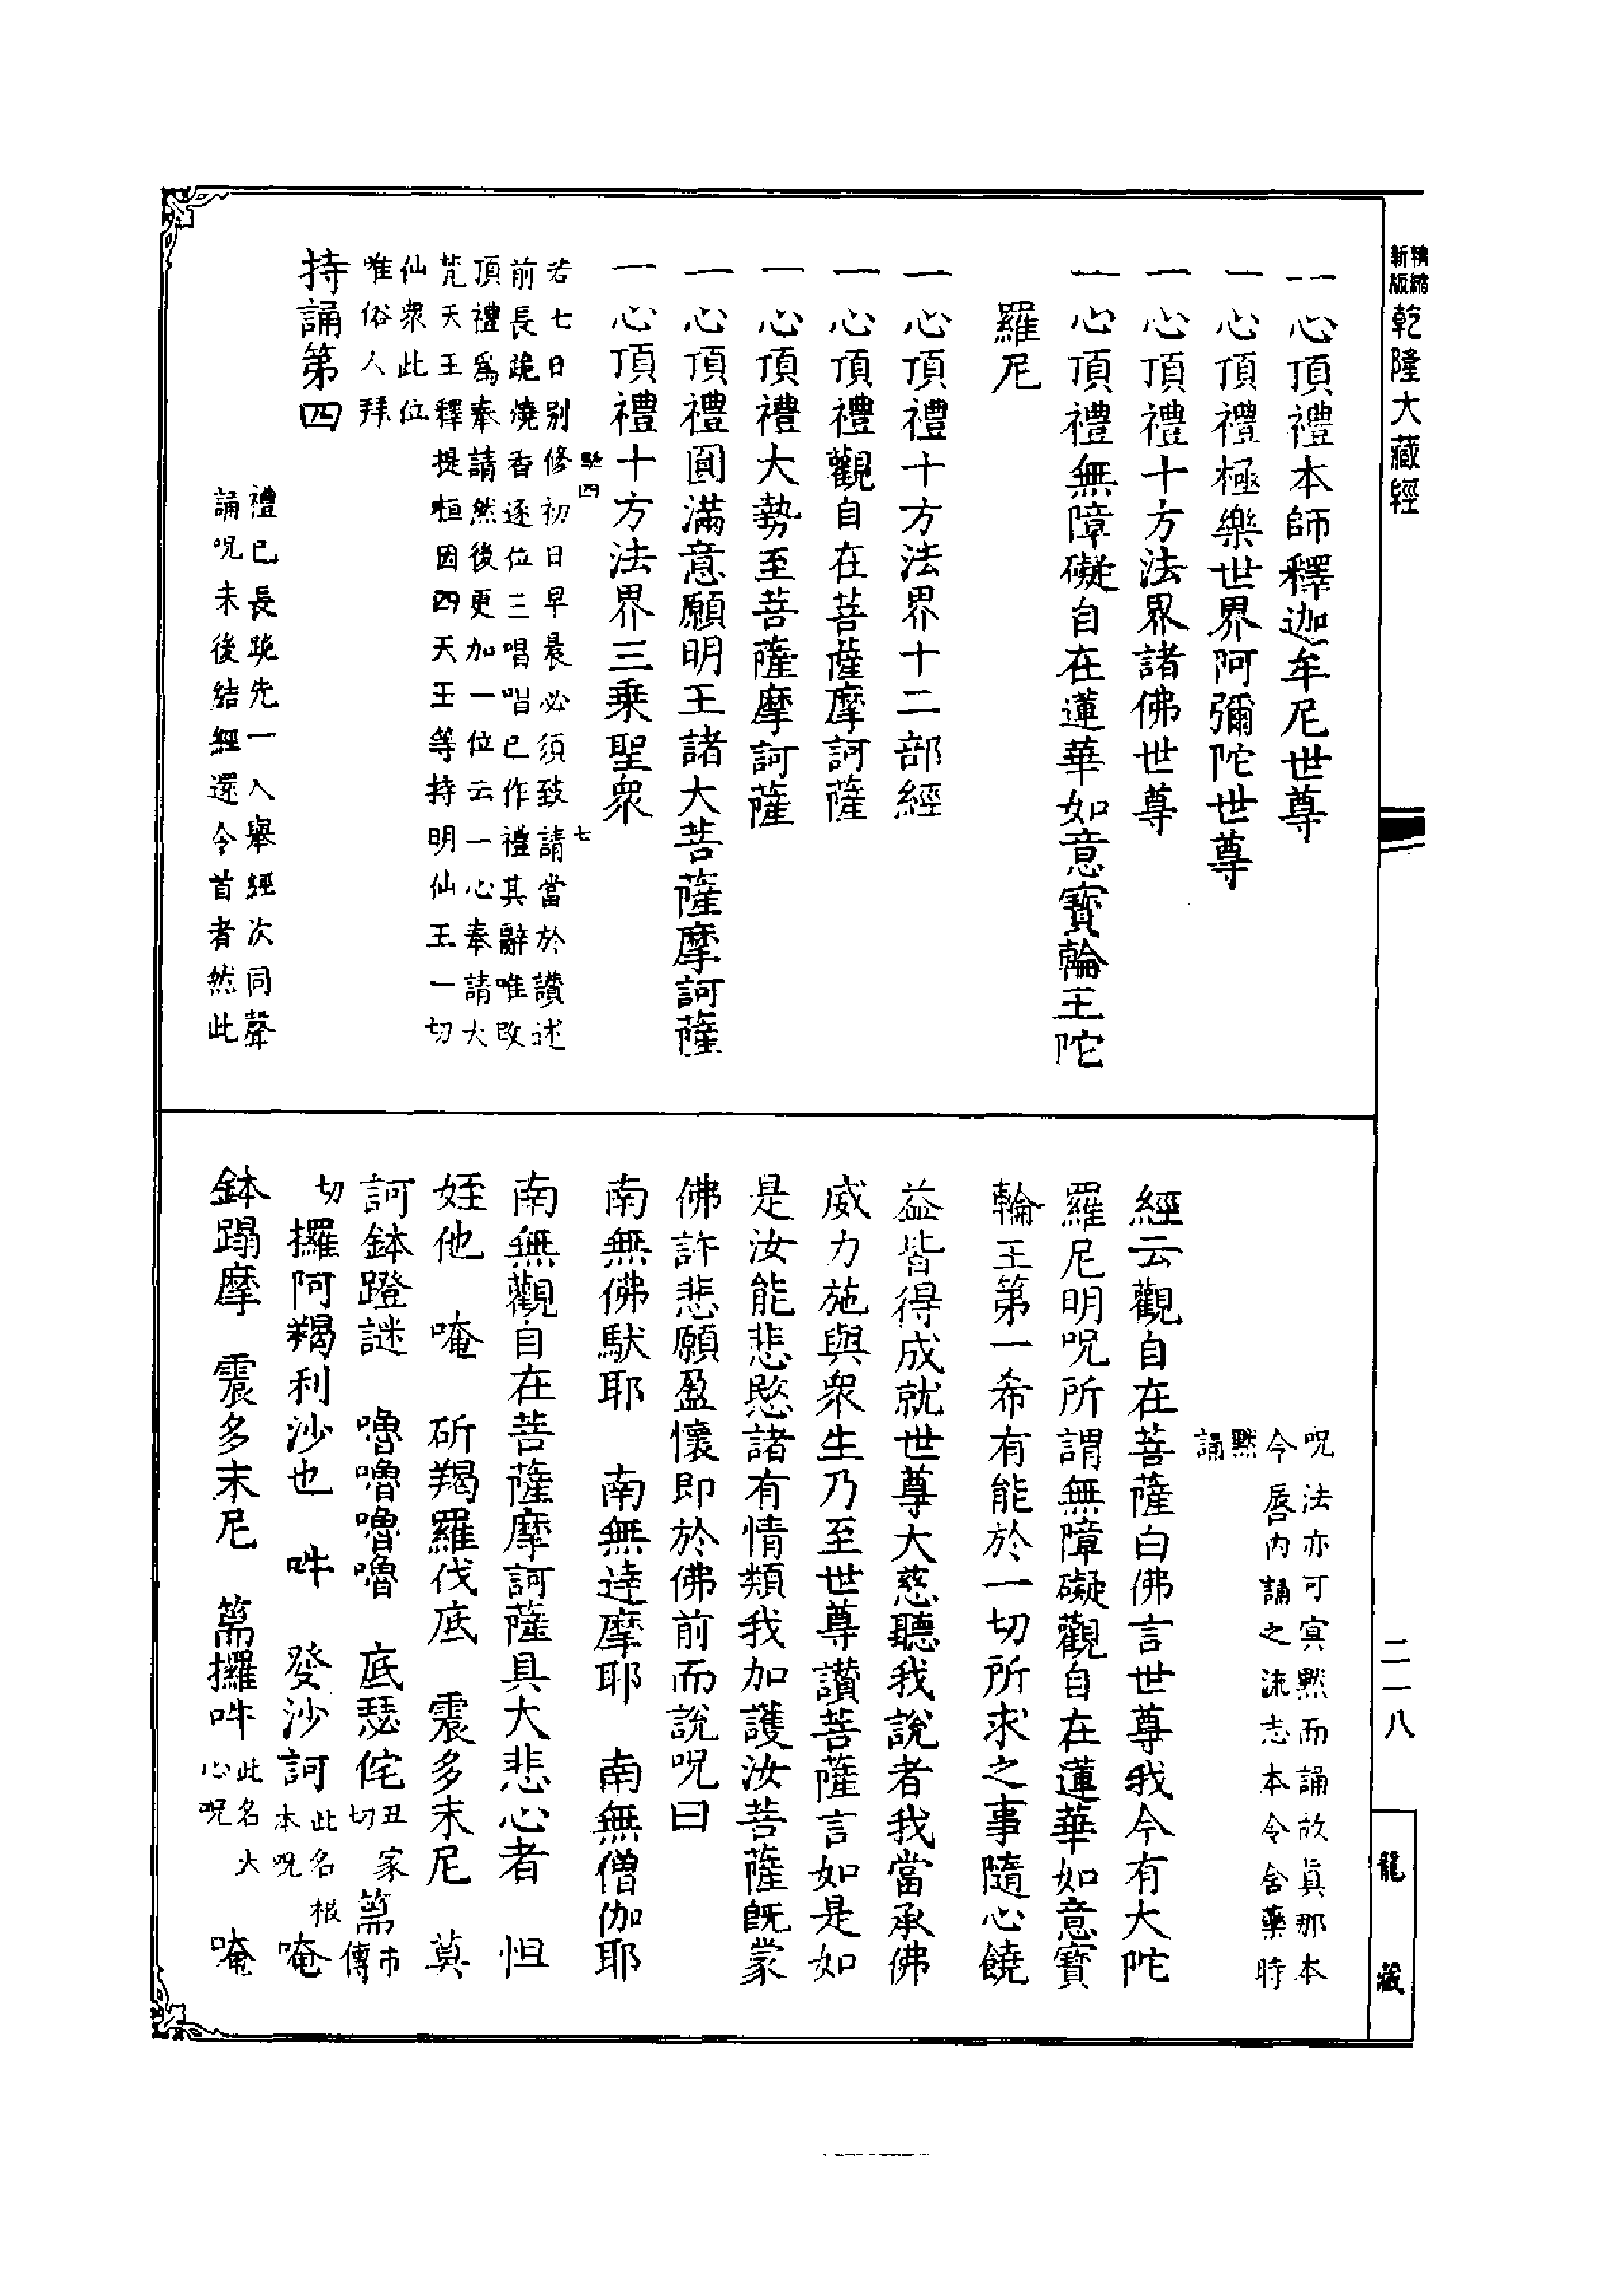 精縮
新版
乾隆大藏經
一心頂禮本師釋迦牟尼世尊
一心頂禮極樂世界阿彌陀世尊
一心頂禮十方法界諸佛世尊
一心頂禮無障礙自在蓮華如意寶輪王陀
羅尼
一心頂禮十方法界十二部經
一心頂禮觀自在菩薩摩訶薩
一心頂禮大勢至菩薩摩訶薩
一心頂禮圓滿意願明王諸大菩薩摩訶薩
一心頂禮十方法界三乘聖衆
四
七
若七日別修初日早晨必須致請當於讚述
前長跪燒香逐位三唱唱已作禮其辭唯改
頂禮爲奉請然後更加一位云一心奉請大
梵天王釋提桓因四天王等持明仙王一切
仙衆此位
唯俗人拜
持誦第四
禮已長跪先一人舉經次同聲
誦呪末後結經還令首者然此
二一八
龍藏
呪法亦可冥默而誦故眞那本
今唇內誦之流志本令含藥時
默
誦
經云觀自在菩薩白佛言世尊我今有大陀
羅尼明呪所謂無障礙觀自在蓮華如意寶
輪王第一希有能於一切所求之事隨心饒
益皆得成就世尊大慈聽我說者我當承佛
威力施與衆生乃至世尊讚菩薩言如是如
是汝能悲愍諸有情類我加護汝菩薩旣蒙
佛許悲願盈懷即於佛前而說呪曰
南無佛馱耶　南無達摩耶　南無僧伽耶
南無觀自在菩薩摩訶薩具大悲心者　怛
姪他　唵　斫羯羅伐底　震多末尼　莫
訶鉢蹬謎　嚕嚕嚕嚕　底瑟侘丑家切篅市傳
切攞阿羯利沙也　吽　癹沙訶此名根本呪　唵
鉢蹋摩　震多末尼　篅攞吽此名大心呪　唵